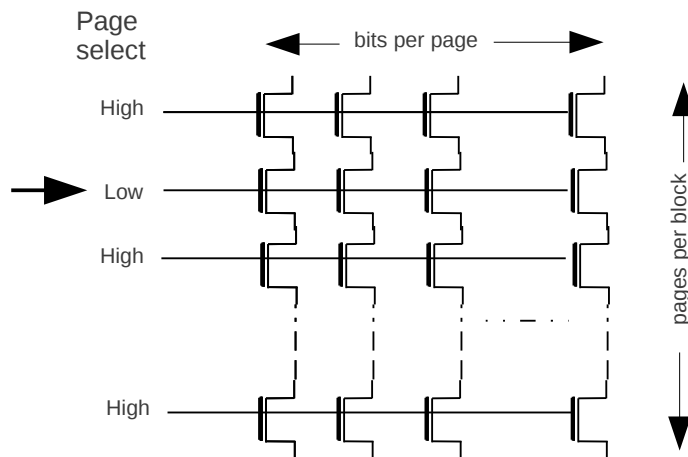 Page
select
bits per page
High
Low
High
High
pages per block